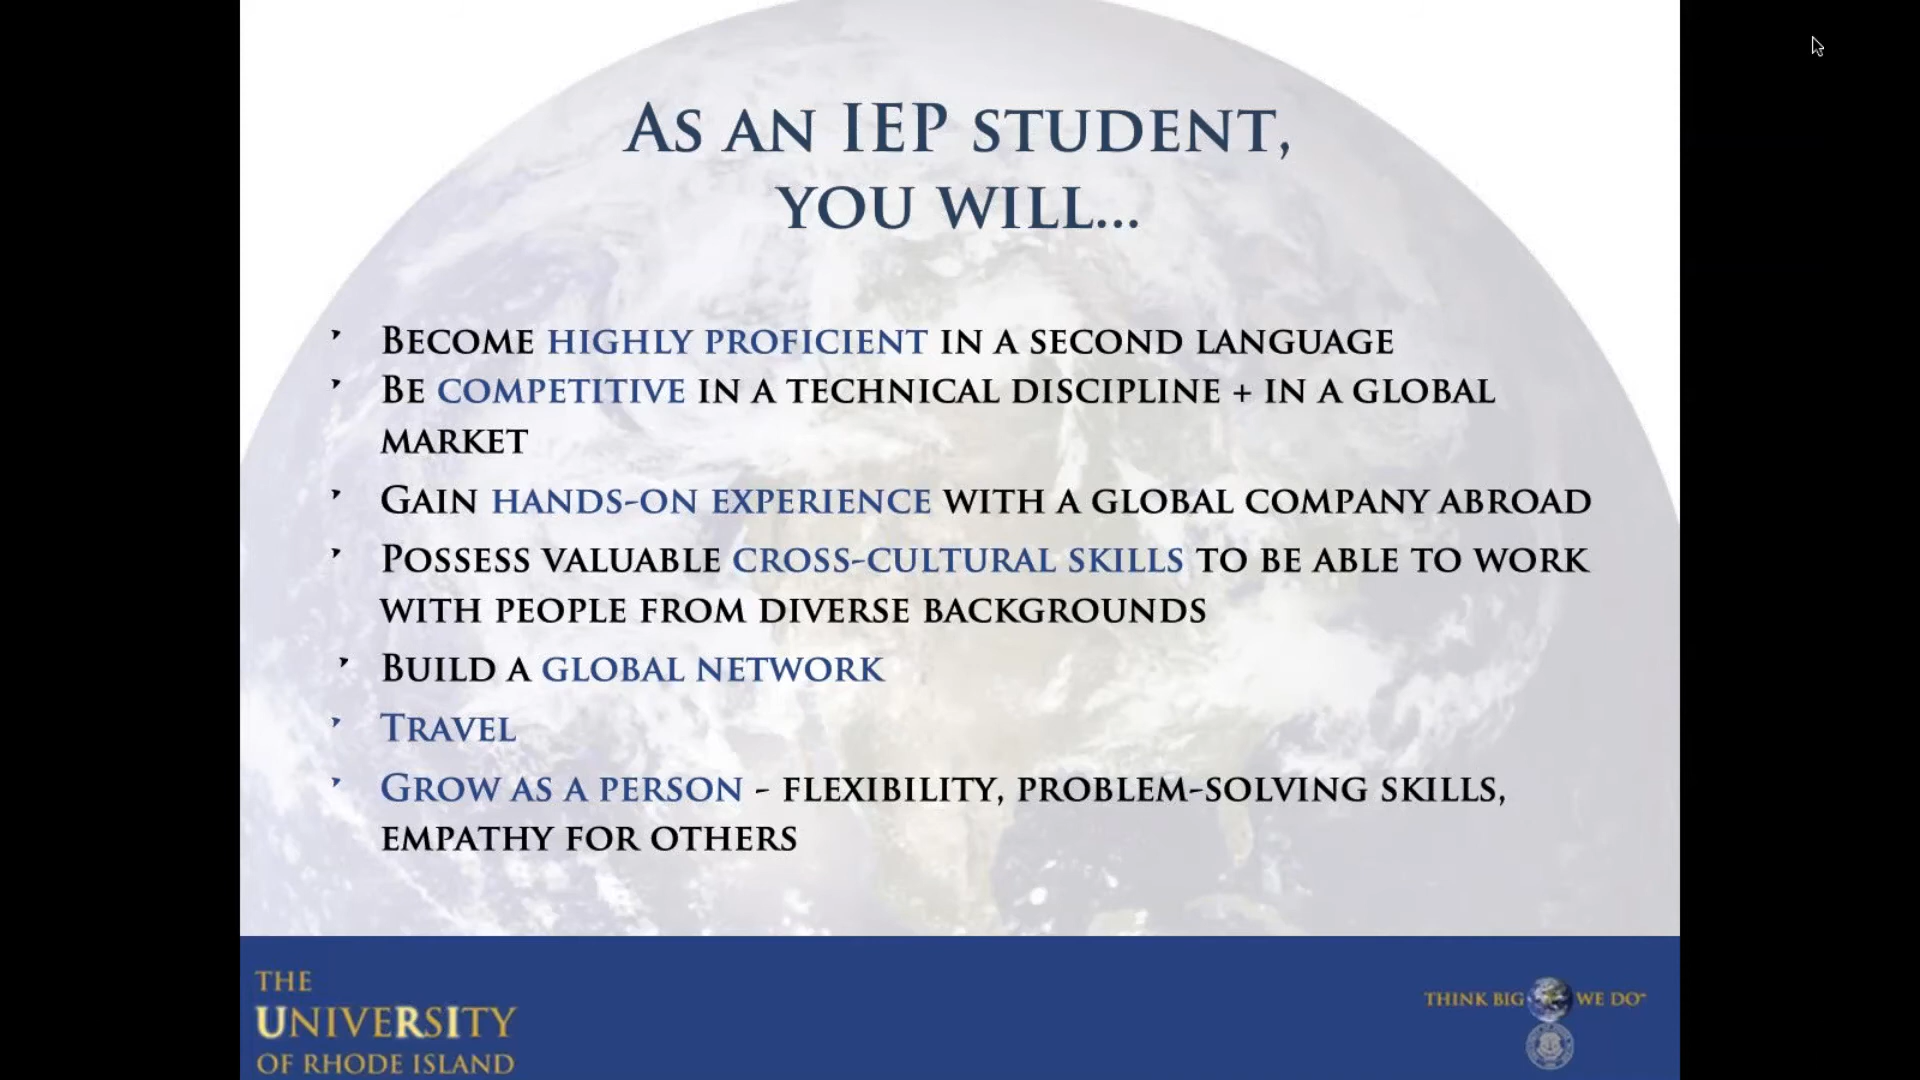 As an IEP student,
you will...
Become highly proficient in a second language
Be competitive in a technical discipline + in a global
market
Gain hands-on experience with a global company abroad
Possess valuable cross-cultural skills to be able to work
with people from diverse backgrounds
Build a global network
Travel
Grow as a person - flexibility, problem-solving skills,
empathy for others
THE
UNIVERSITY
OF RHODE ISLAND
THINK BIG WE DO℠